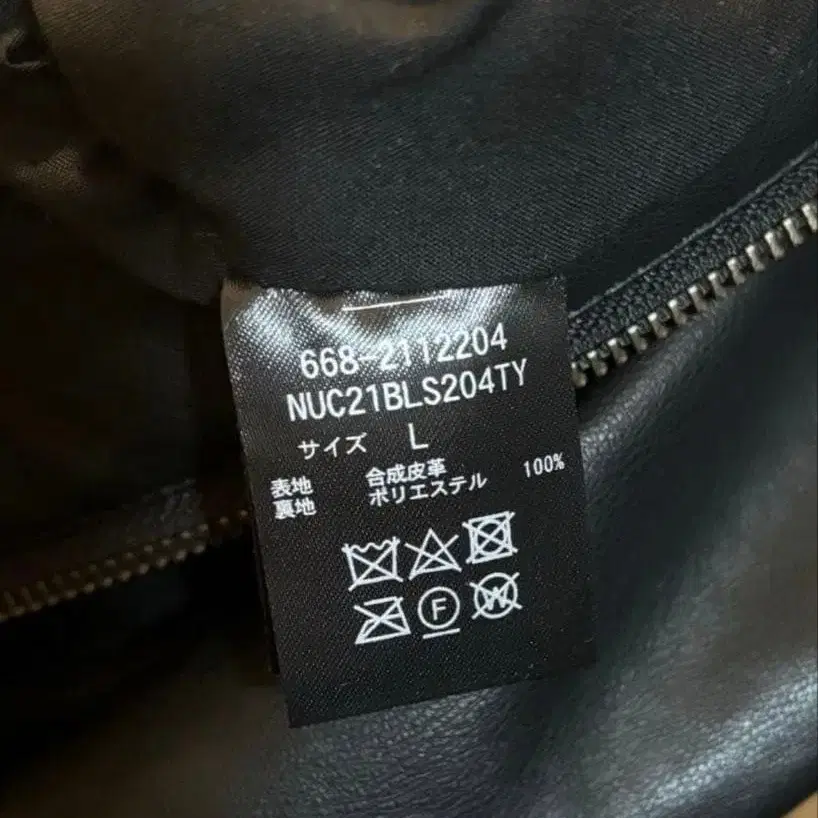 668-2112204
NUC21BLS204TY
サイズ L
表地 合成皮革
裏地 ポリエステル 100%
F
W